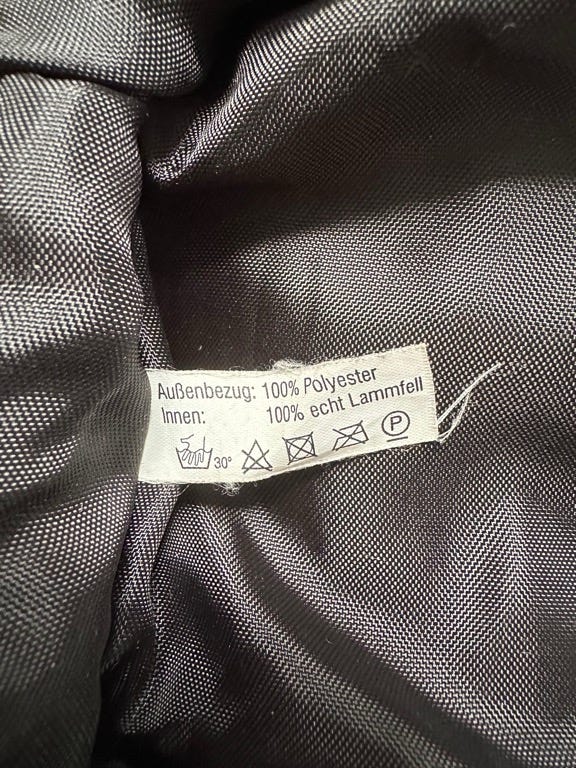 Außenbezug: 100% Polyester
Innen: 100% echt Lammfell
30° P